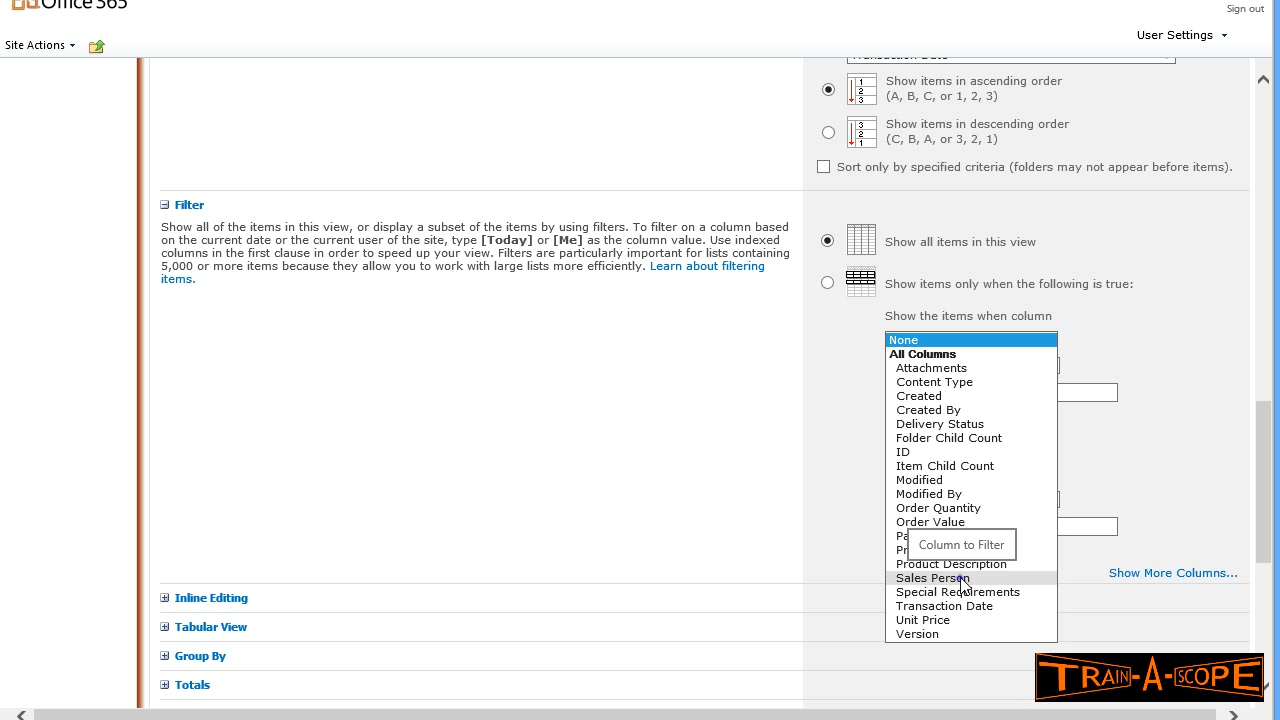 Office 365
Sign out
Site Actions
User Settings
Show items in ascending order
(A, B, C, or 1, 2, 3)
Show items in descending order
(C, B, A, or 3, 2, 1)
Sort only by specified criteria (folders may not appear before items).
Filter
Show all of the items in this view, or display a subset of the items by using filters. To filter on a column based
on the current date or the current user of the site, type [Today] or [Me] as the column value. Use indexed
columns in the first clause in order to speed up your view. Filters are particularly important for lists containing
5,000 or more items because they allow you to work with large lists more efficiently. Learn about filtering
items.
Show all items in this view
Show items only when the following is true:
Show the items when column
None
All Columns
Attachments
Content Type
Created
Created By
Delivery Status
Folder Child Count
ID
Item Child Count
Modified
Modified By
Order Quantity
Order Value
Column to Filter
Product Description
Sales Person
Special Requirements
Transaction Date
Unit Price
Version
Show More Columns...
Inline Editing
Tabular View
Group By
Totals
TRAIN-A-SCOPE